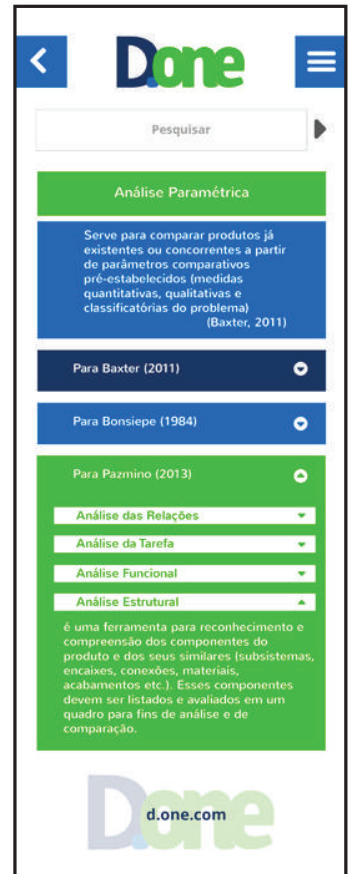 D.one
Pesquisar
Análise Paramétrica
Serve para comparar produtos já
existentes ou concorrentes a partir
de parâmetros comparativos
pré-estabelecidos (medidas
quantitativas, qualitativas e
classificatórias do problema)
(Baxter, 2011)
Para Baxter (2011)
Para Bonsiepe (1984)
Para Pazmino (2013)
Análise das Relações
Análise da Tarefa
Análise Funcional
Análise Estrutural
é uma ferramenta para reconhecimento e
compreensão dos componentes do
produto e dos seus similares (subsistemas,
encaixes, conexões, materiais,
acabamentos etc.). Esses componentes
devem ser listados e avaliados em um
quadro para fins de análise e de
comparação.
D.one
d.one.com